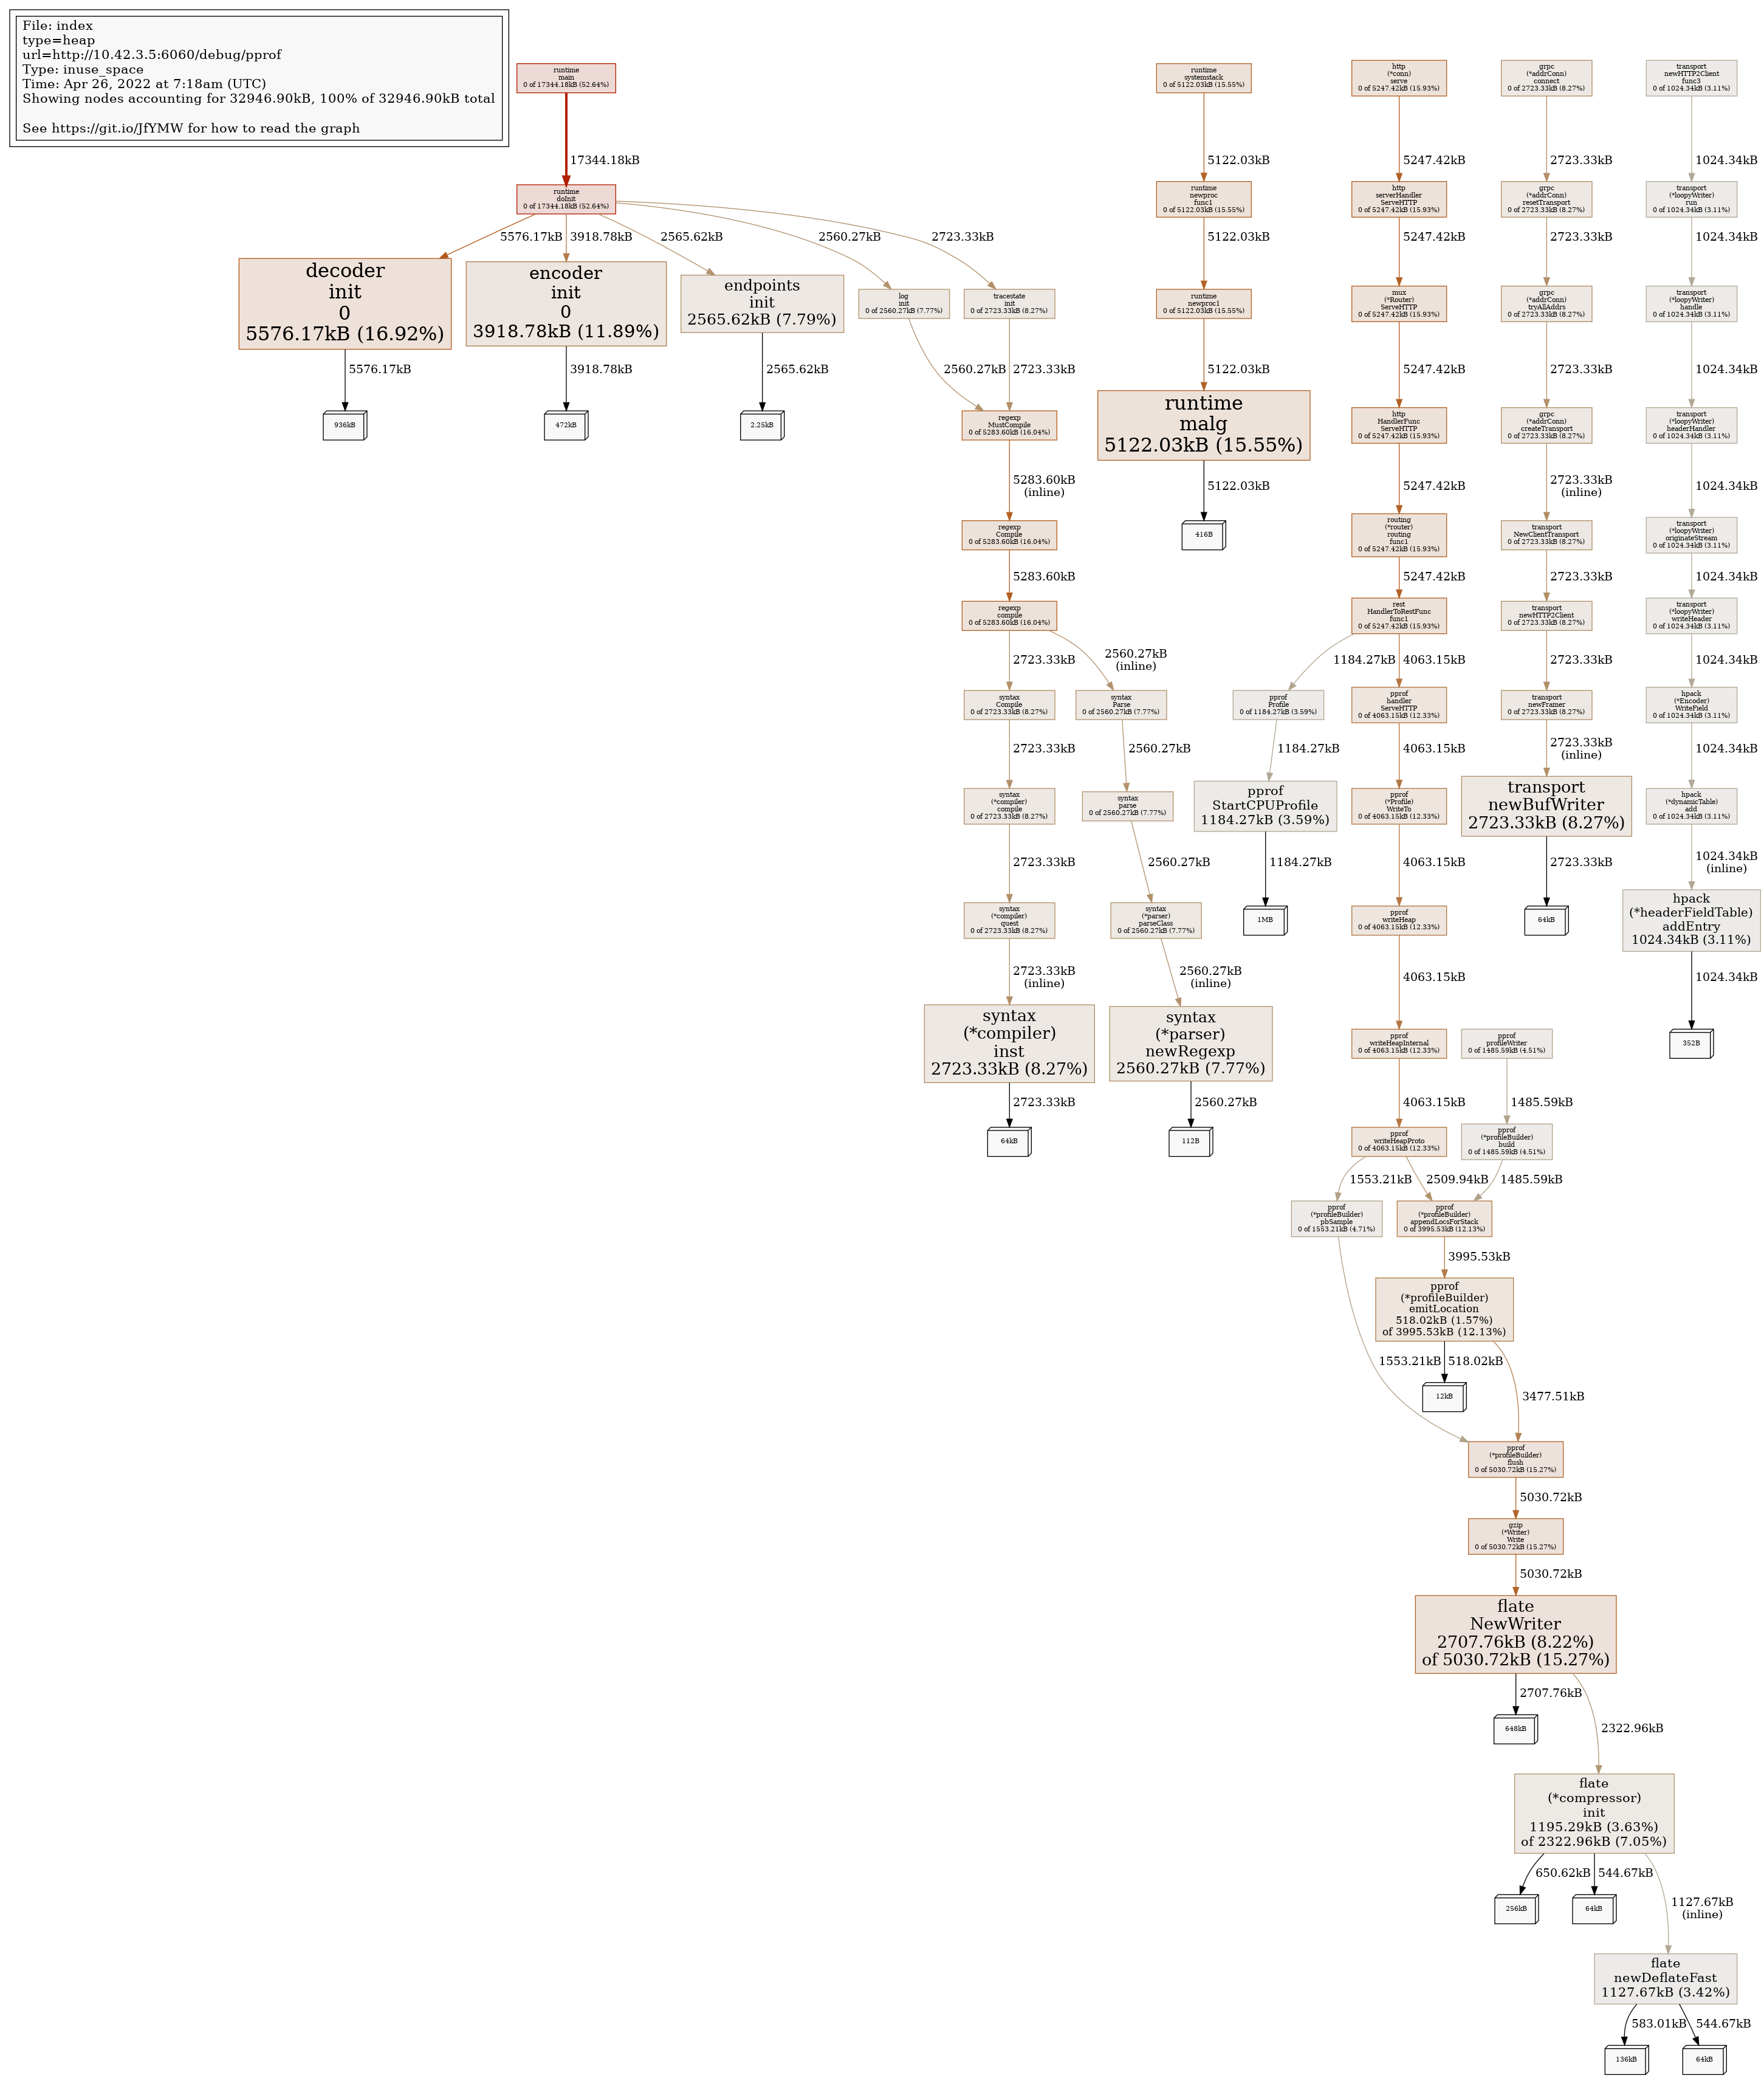 File: index
type=heap
url=http://10.42.3.5:6060/debug/pprof
Type: inuse_space
Time: Apr 26, 2022 at 7:18am (UTC)
Showing nodes accounting for 32946.90kB, 100% of 32946.90kB total
See https://git.io/JfYMW for how to read the graph
runtime
main
0 of 17344.18kB (52.64%)
17344.18kB
runtime
doInit
0 of 17344.18kB (52.64%)
5576.17kB
3918.78kB
2565.62kB
2560.27kB
2723.33kB
decoder
init
0
5576.17kB (16.92%)
5576.17kB
936kB
encoder
init
0
3918.78kB (11.89%)
3918.78kB
472kB
endpoints
init
2565.62kB (7.79%)
2565.62kB
2.25kB
log
init
0 of 2560.27kB (7.77%)
2560.27kB
tracestate
init
0 of 2723.33kB (8.27%)
2723.33kB
regexp
MustCompile
0 of 5283.60kB (16.04%)
5283.60kB
(inline)
regexp
Compile
0 of 5283.60kB (16.04%)
5283.60kB
regexp
compile
0 of 5283.60kB (16.04%)
2723.33kB
2560.27kB
(inline)
syntax
Compile
0 of 2723.33kB (8.27%)
2723.33kB
syntax
(*compiler)
compile
0 of 2723.33kB (8.27%)
2723.33kB
syntax
(*compiler)
quest
0 of 2723.33kB (8.27%)
2723.33kB
(inline)
syntax
(*compiler)
inst
2723.33kB (8.27%)
2723.33kB
64kB
syntax
Parse
0 of 2560.27kB (7.77%)
2560.27kB
syntax
parse
0 of 2560.27kB (7.77%)
2560.27kB
syntax
(*parser)
parseClass
0 of 2560.27kB (7.77%)
2560.27kB
(inline)
syntax
(*parser)
newRegexp
2560.27kB (7.77%)
2560.27kB
112B
runtime
systemstack
0 of 5122.03kB (15.55%)
5122.03kB
runtime
newproc
func1
0 of 5122.03kB (15.55%)
5122.03kB
runtime
newproc1
0 of 5122.03kB (15.55%)
5122.03kB
runtime
malg
5122.03kB (15.55%)
5122.03kB
416B
http
(*conn)
serve
0 of 5247.42kB (15.93%)
5247.42kB
http
serverHandler
ServeHTTP
0 of 5247.42kB (15.93%)
5247.42kB
mux
(*Router)
ServeHTTP
0 of 5247.42kB (15.93%)
5247.42kB
http
HandlerFunc
ServeHTTP
0 of 5247.42kB (15.93%)
5247.42kB
routing
(*router)
routing
func1
0 of 5247.42kB (15.93%)
5247.42kB
rest
HandlerToRestFunc
func1
0 of 5247.42kB (15.93%)
1184.27kB
4063.15kB
pprof
Profile
0 of 1184.27kB (3.59%)
1184.27kB
pprof
StartCPUProfile
1184.27kB (3.59%)
1184.27kB
1MB
pprof
handler
ServeHTTP
0 of 4063.15kB (12.33%)
4063.15kB
pprof
(*Profile)
WriteTo
0 of 4063.15kB (12.33%)
4063.15kB
pprof
writeHeap
0 of 4063.15kB (12.33%)
4063.15kB
pprof
writeHeapInternal
0 of 4063.15kB (12.33%)
4063.15kB
pprof
writeHeapProto
0 of 4063.15kB (12.33%)
1553.21kB
2509.94kB
pprof
profileWriter
0 of 1485.59kB (4.51%)
1485.59kB
pprof
(*profileBuilder)
build
0 of 1485.59kB (4.51%)
1485.59kB
pprof
(*profileBuilder)
pbSample
0 of 1553.21kB (4.71%)
1553.21kB
pprof
(*profileBuilder)
appendLocsForStack
0 of 3995.53kB (12.13%)
3995.53kB
pprof
(*profileBuilder)
emitLocation
518.02kB (1.57%)
of 3995.53kB (12.13%)
518.02kB
12kB
3477.51kB
pprof
(*profileBuilder)
flush
0 of 5030.72kB (15.27%)
5030.72kB
gzip
(*Writer)
Write
0 of 5030.72kB (15.27%)
5030.72kB
flate
NewWriter
2707.76kB (8.22%)
of 5030.72kB (15.27%)
2707.76kB
648kB
2322.96kB
flate
(*compressor)
init
1195.29kB (3.63%)
of 2322.96kB (7.05%)
650.62kB
256kB
544.67kB
64kB
1127.67kB
(inline)
flate
newDeflateFast
1127.67kB (3.42%)
583.01kB
136kB
544.67kB
64kB
grpc
(*addrConn)
connect
0 of 2723.33kB (8.27%)
2723.33kB
grpc
(*addrConn)
resetTransport
0 of 2723.33kB (8.27%)
2723.33kB
grpc
(*addrConn)
tryAllAddrs
0 of 2723.33kB (8.27%)
2723.33kB
grpc
(*addrConn)
createTransport
0 of 2723.33kB (8.27%)
2723.33kB
(inline)
transport
NewClientTransport
0 of 2723.33kB (8.27%)
2723.33kB
transport
newHTTP2Client
0 of 2723.33kB (8.27%)
2723.33kB
transport
newFramer
0 of 2723.33kB (8.27%)
2723.33kB
(inline)
transport
newBufWriter
2723.33kB (8.27%)
2723.33kB
64kB
transport
newHTTP2Client
func3
0 of 1024.34kB (3.11%)
1024.34kB
transport
(*loopyWriter)
run
0 of 1024.34kB (3.11%)
1024.34kB
transport
(*loopyWriter)
handle
0 of 1024.34kB (3.11%)
1024.34kB
transport
(*loopyWriter)
headerHandler
0 of 1024.34kB (3.11%)
1024.34kB
transport
(*loopyWriter)
originateStream
0 of 1024.34kB (3.11%)
1024.34kB
transport
(*loopyWriter)
writeHeader
0 of 1024.34kB (3.11%)
1024.34kB
hpack
(*Encoder)
WriteField
0 of 1024.34kB (3.11%)
1024.34kB
hpack
(*dynamicTable)
add
0 of 1024.34kB (3.11%)
1024.34kB
(inline)
hpack
(*headerFieldTable)
addEntry
1024.34kB (3.11%)
1024.34kB
352B